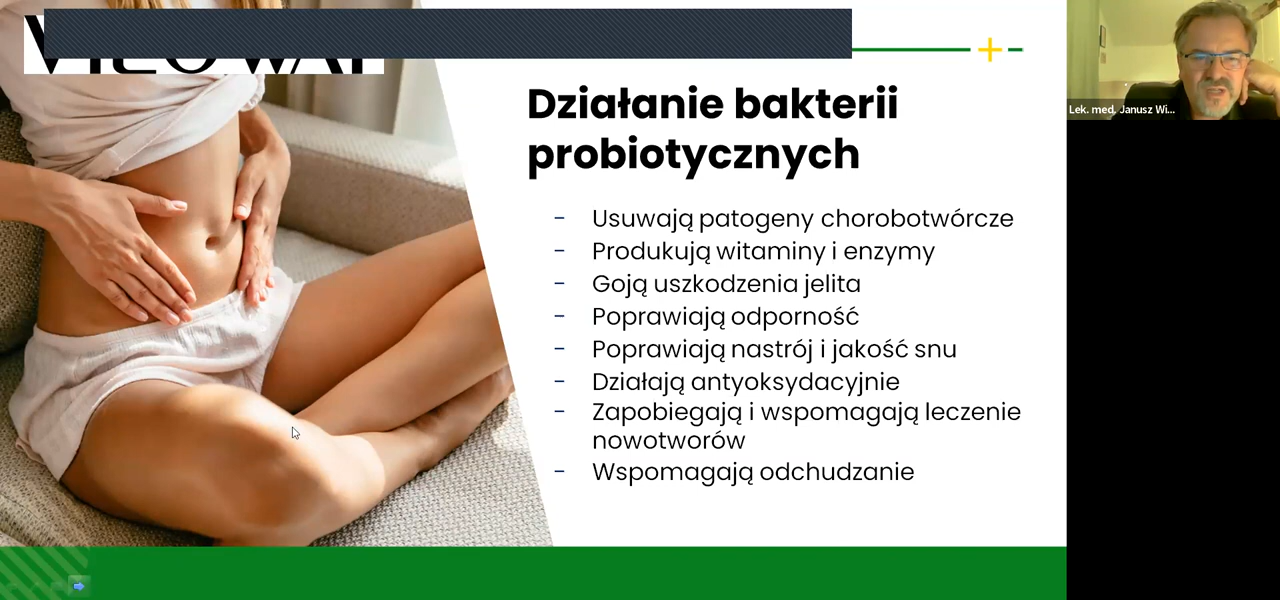 Działanie bakterii
probiotycznych
- Usuwają patogeny chorobotwórcze
- Produkują witaminy i enzymy
- Goją uszkodzenia jelita
- Poprawiają odporność
- Poprawiają nastrój i jakość snu
- Działają antyoksydacyjnie
- Zapobiegają i wspomagają leczenie
nowotworów
- Wspomagają odchudzanie
Lek. med. Janusz Wi...